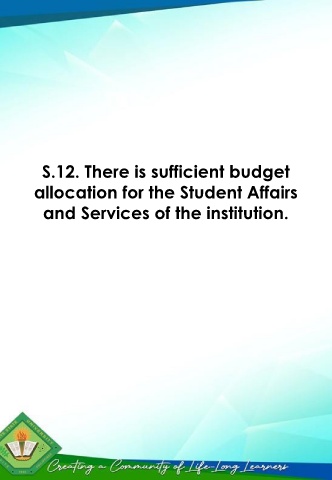 S.12. There is sufficient budget
allocation for the Student Affairs
and Services of the institution.
Creating a Community of Life-Long Learners